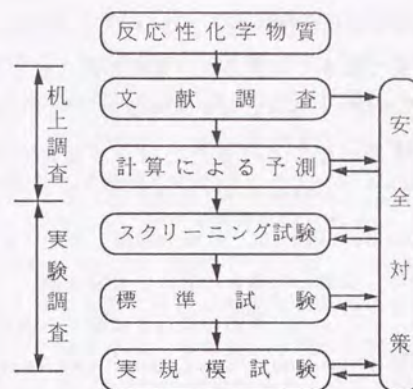 反応性化学物質
文献調査
計算による予測
スクリーニング試験
標準試験
実規模試験
机上調査
実験調査
安全対策